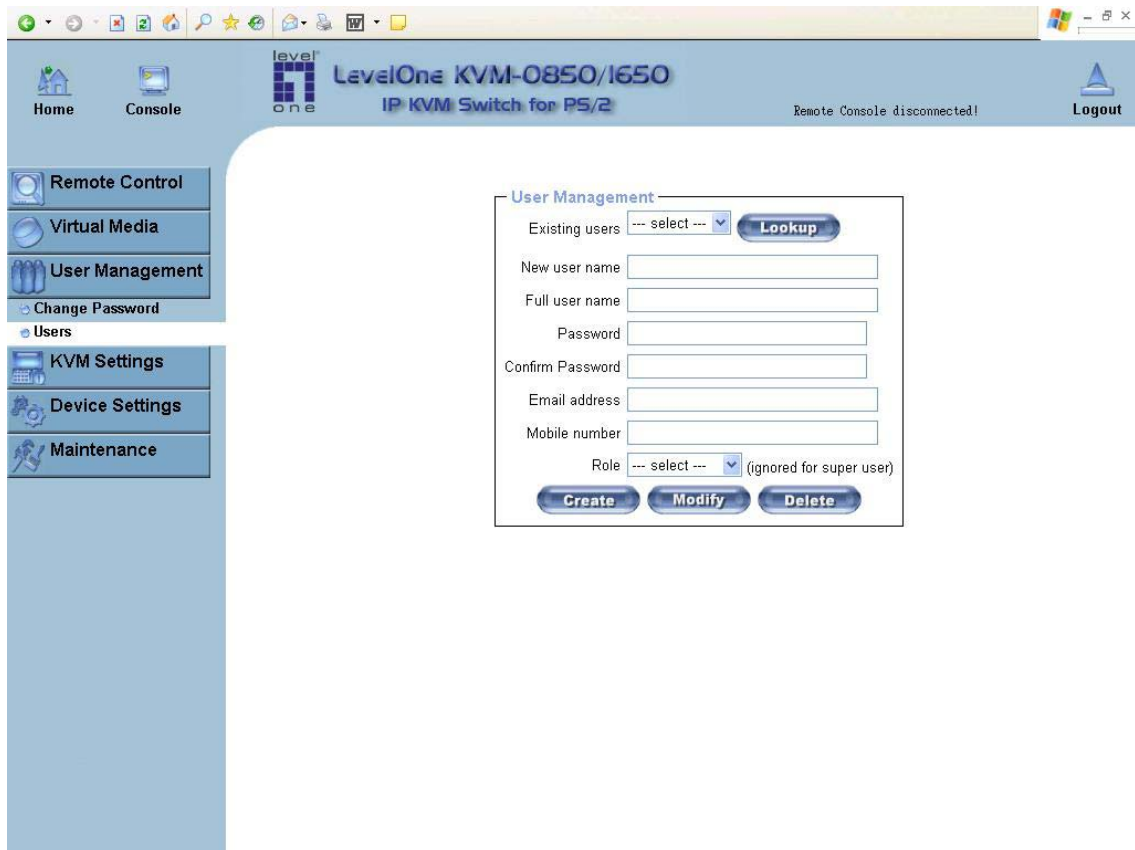 level
one
LevelOne KVM-0850/1650
IP KVM Switch for PS/2
Home
Console
Remote Console disconnected!
Logout
Remote Control
Virtual Media
User Management
Change Password
Users
KVM Settings
Device Settings
Maintenance
User Management
Existing users --- select --- Lookup
New user name
Full user name
Password
Confirm Password
Email address
Mobile number
Role --- select --- (ignored for super user)
Create Modify Delete